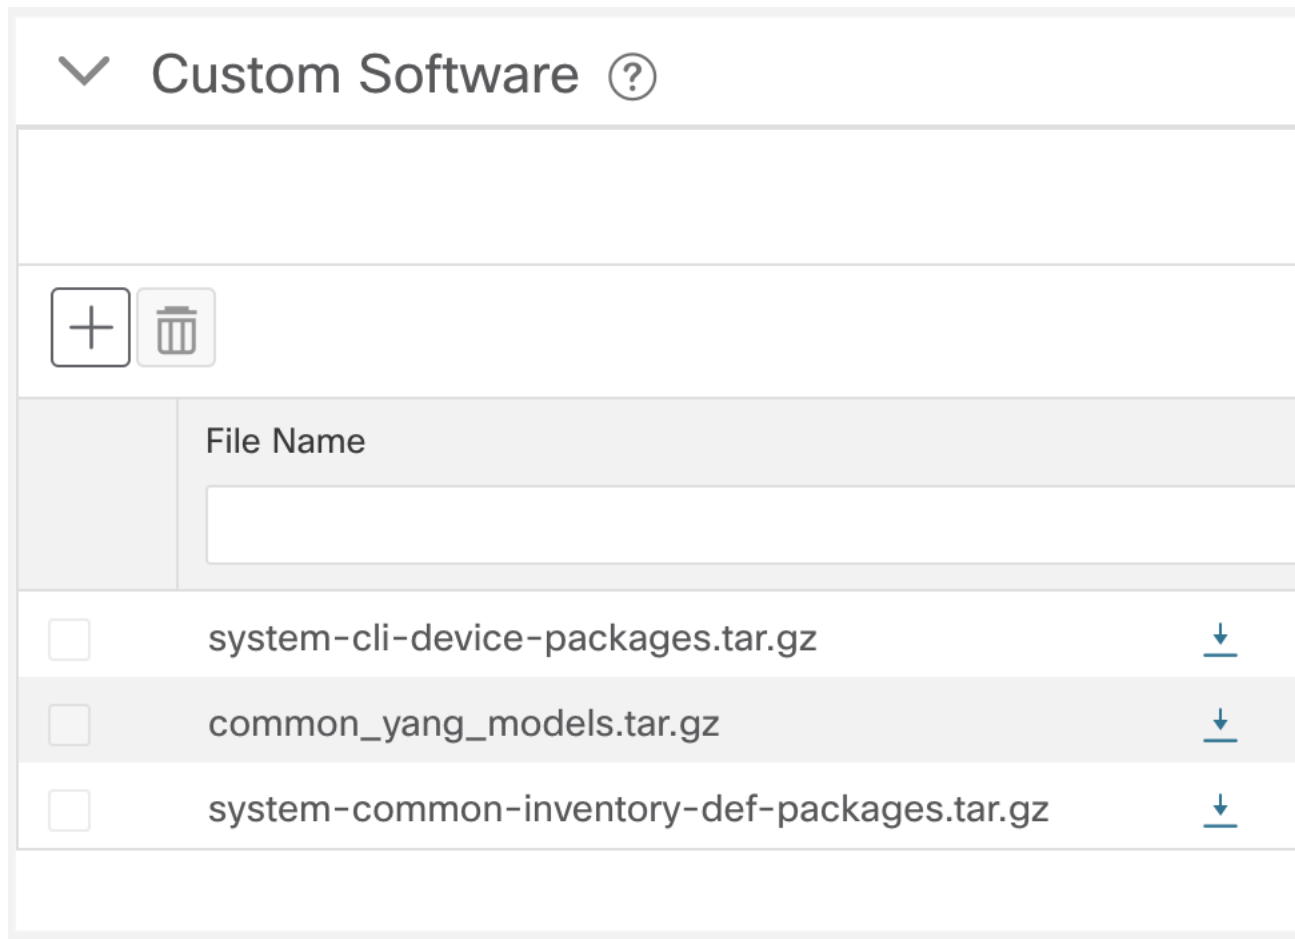 Custom Software ?
File Name
system-cli-device-packages.tar.gz
common_yang_models.tar.gz
system-common-inventory-def-packages.tar.gz